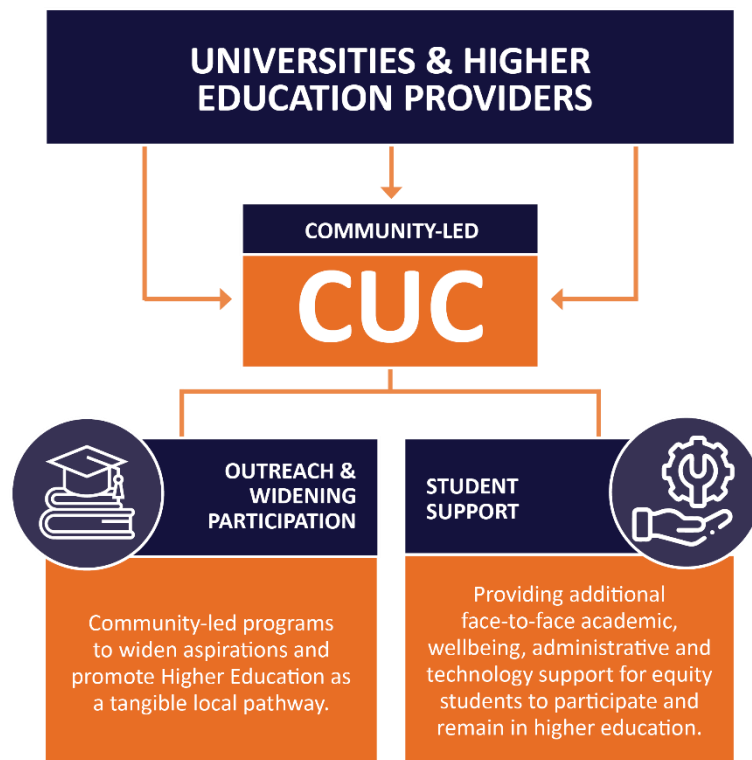 UNIVERSITIES & HIGHER
EDUCATION PROVIDERS
COMMUNITY-LED
CUC
OUTREACH &
WIDENING
PARTICIPATION
Community-led programs
to widen aspirations and
promote Higher Education as
a tangible local pathway.
STUDENT
SUPPORT
Providing additional
face-to-face academic,
wellbeing, administrative and
technology support for equity
students to participate and
remain in higher education.